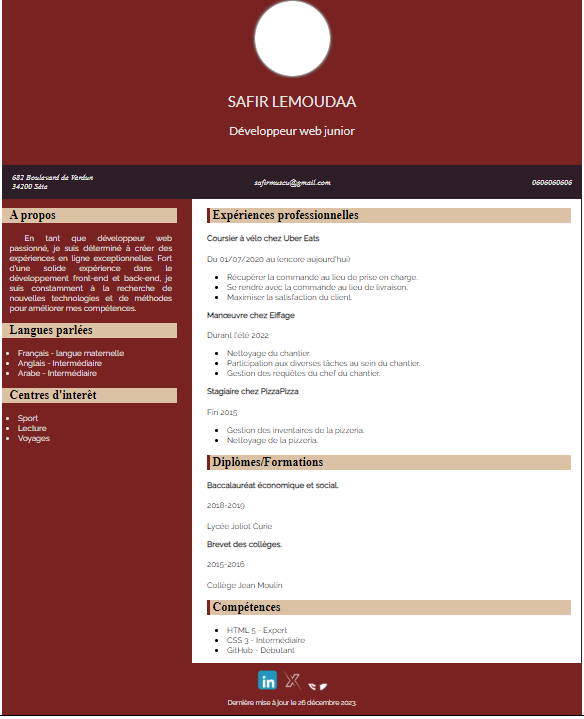 SAFIR LEMOUDAA
Développeur web junior
682 Boulevard de Verdun
34200 Sète
safirmuscu@gmail.com
0606060606
A propos
En tant que développeur web
passionné, je suis déterminé à créer des
expériences en ligne exceptionnelles. Fort
d'une solide expérience dans le
développement front-end et back-end, je
suis constamment à la recherche de
nouvelles technologies et de méthodes
pour améliorer mes compétences.
Langues parlées
Français - langue maternelle
Anglais - Intermédiaire
Arabe - Intermédiaire
Centres d'interêt
Sport
Lecture
Voyages
Expériences professionnelles
Coursier à vélo chez Uber Eats
Du 01/07/2020 au (encore aujourd'hui)
Récupérer la commande au lieu de prise en charge.
Se rendre avec la commande au lieu de livraison.
Maximiser la satisfaction du client.
Manœuvre chez Eiffage
Durant l'été 2022
Nettoyage du chantier.
Participation aux diverses tâches au sein du chantier.
Gestion des requêtes du chef du chantier.
Stagiaire chez PizzaPizza
Fin 2015
Gestion des inventaires de la pizzeria.
Nettoyage de la pizzeria.
Diplômes/Formations
Baccalauréat économique et social.
2018-2019
Lycée Joliot Curie
Brevet des collèges.
2015-2016
Collège Jean Moulin
Compétences
HTML 5 - Expert
CSS 3 - Intermédiaire
GitHub - Débutant
in X
Dernière mise à jour le 26 décembre 2023.